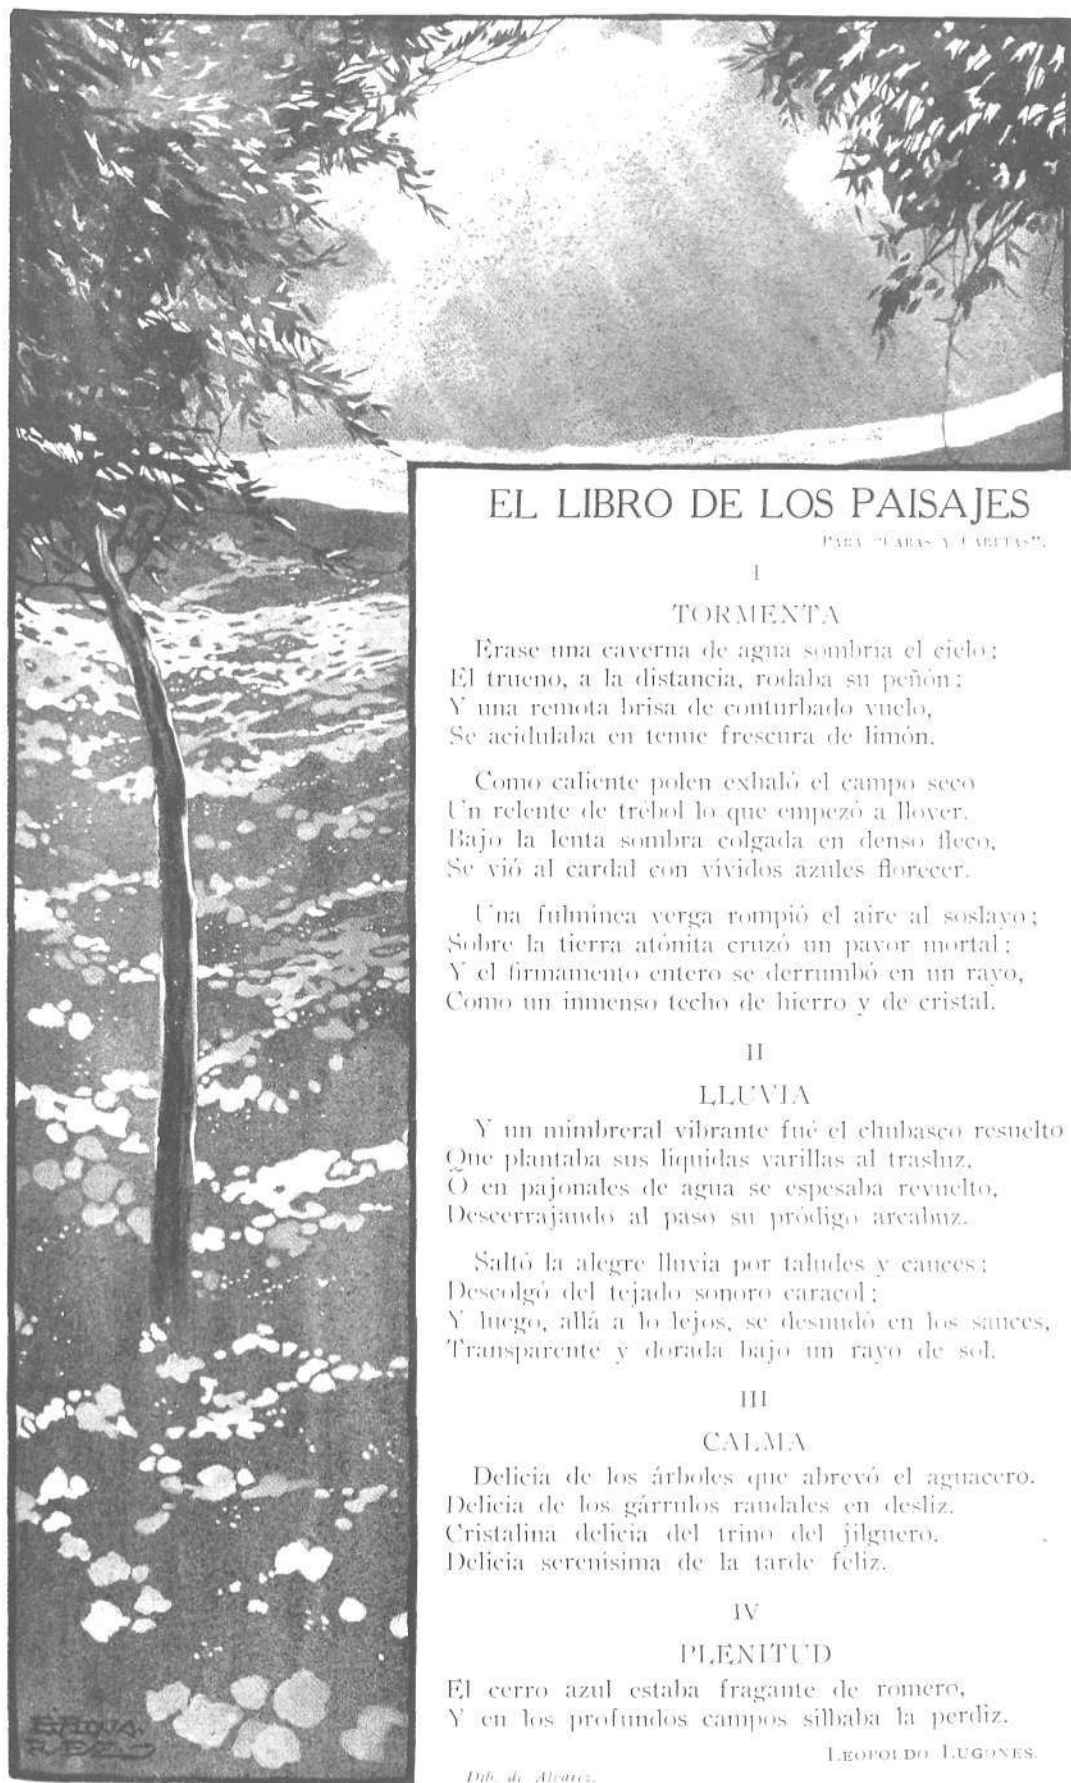 EL LIBRO DE LOS PAISAJES
PARA "CARAS Y CARETAS".
I
TORMENTA
Érase una caverna de agua sombría el cielo;
El trueno, a la distancia, rodaba su peñón;
Y una remota brisa de conturbado vuelo,
Se acidulaba en tenue frescura de limón.
Como caliente polen exhaló el campo seco
Un relente de trébol lo que empezó a llover.
Bajo la lenta sombra colgada en denso fleco,
Se vió al cardal con vívidos azules florecer.
Una fulmínea verga rompió el aire al soslayo;
Sobre la tierra atónita cruzó un pavor mortal;
Y el firmamento entero se derrumbó en un rayo,
Como un inmenso techo de hierro y de cristal.
II
LLUVIA
Y un mimbreral vibrante fué el chubasco resuelto
Que plantaba sus líquidas varillas al trasluz,
Ó en pajonales de agua se espesaba revuelto,
Descerrajando al paso su pródigo arcabuz.
Saltó la alegre lluvia por taludes y cauces;
Descolgó del tejado sonoro caracol;
Y luego, allá a lo lejos, se desnudó en los sauces,
Transparente y dorada bajo un rayo de sol.
III
CALMA
Delicia de los árboles que abrevó el aguacero.
Delicia de los gárrulos raudales en desliz.
Cristalina delicia del trino del jilguero.
Delicia serenísima de la tarde feliz.
IV
PLENITUD
El cerro azul estaba fragante de romero,
Y en los profundos campos silbaba la perdiz.
LEOPOLDO LUGONES.
Dib. de Alvarez.